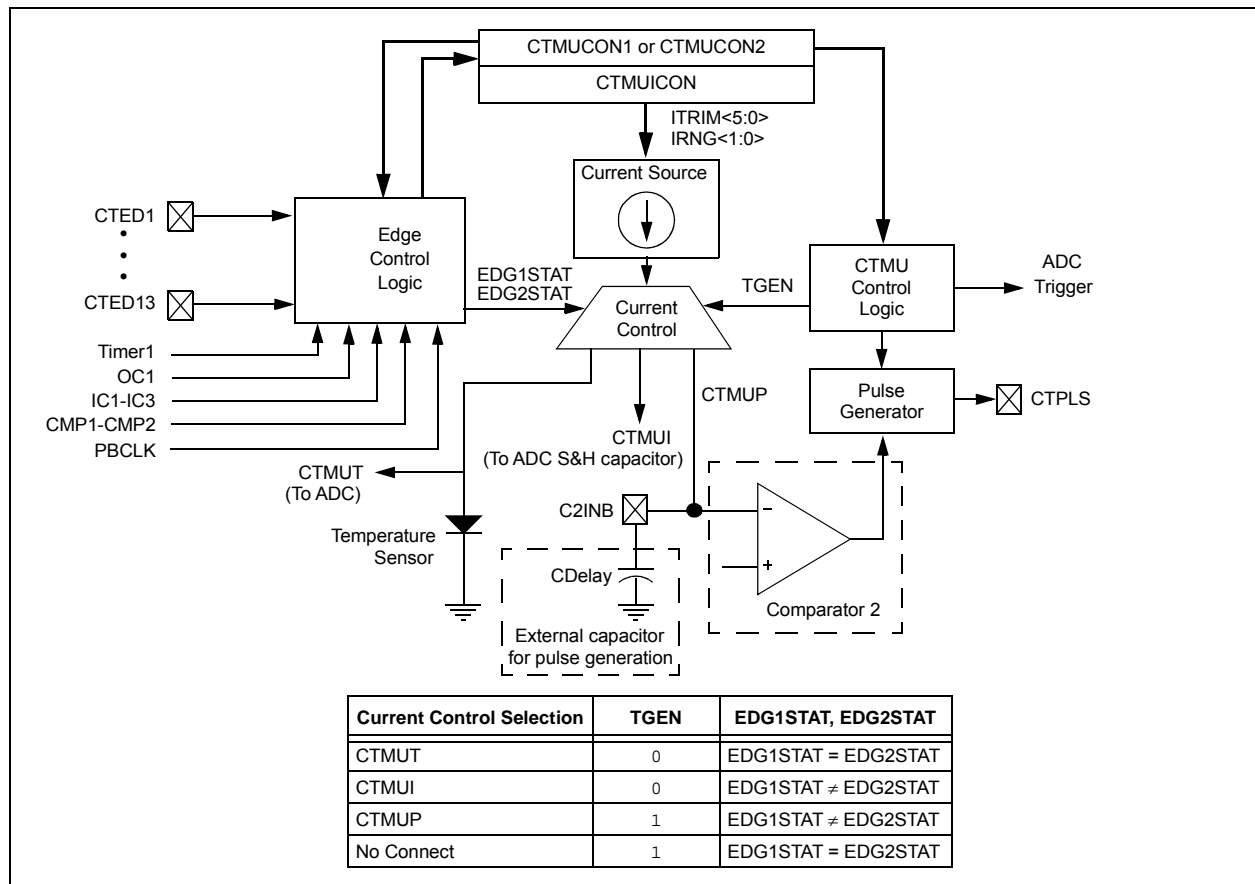 CTMUCON1 or CTMUCON2
CTMUICON
ITRIM<5:0>
IRNG<1:0>
Current Source
CTED1
CTED13
Edge
Control
Logic
EDG1STAT
EDG2STAT
Current
Control
TGEN
CTMU
Control
Logic
ADC
Trigger
Timer1
OC1
IC1-IC3
CMP1-CMP2
PBCLK
CTMUP
Pulse
Generator
CTPLS
CTMUT
(To ADC)
CTMUI
(To ADC S&H capacitor)
C2INB
Temperature
Sensor
CDelay
−
+
Comparator 2
External capacitor
for pulse generation
Current Control Selection TGEN EDG1STAT, EDG2STAT
CTMUT 0 EDG1STAT = EDG2STAT
CTMUI 0 EDG1STAT ≠ EDG2STAT
CTMUP 1 EDG1STAT ≠ EDG2STAT
No Connect 1 EDG1STAT = EDG2STAT